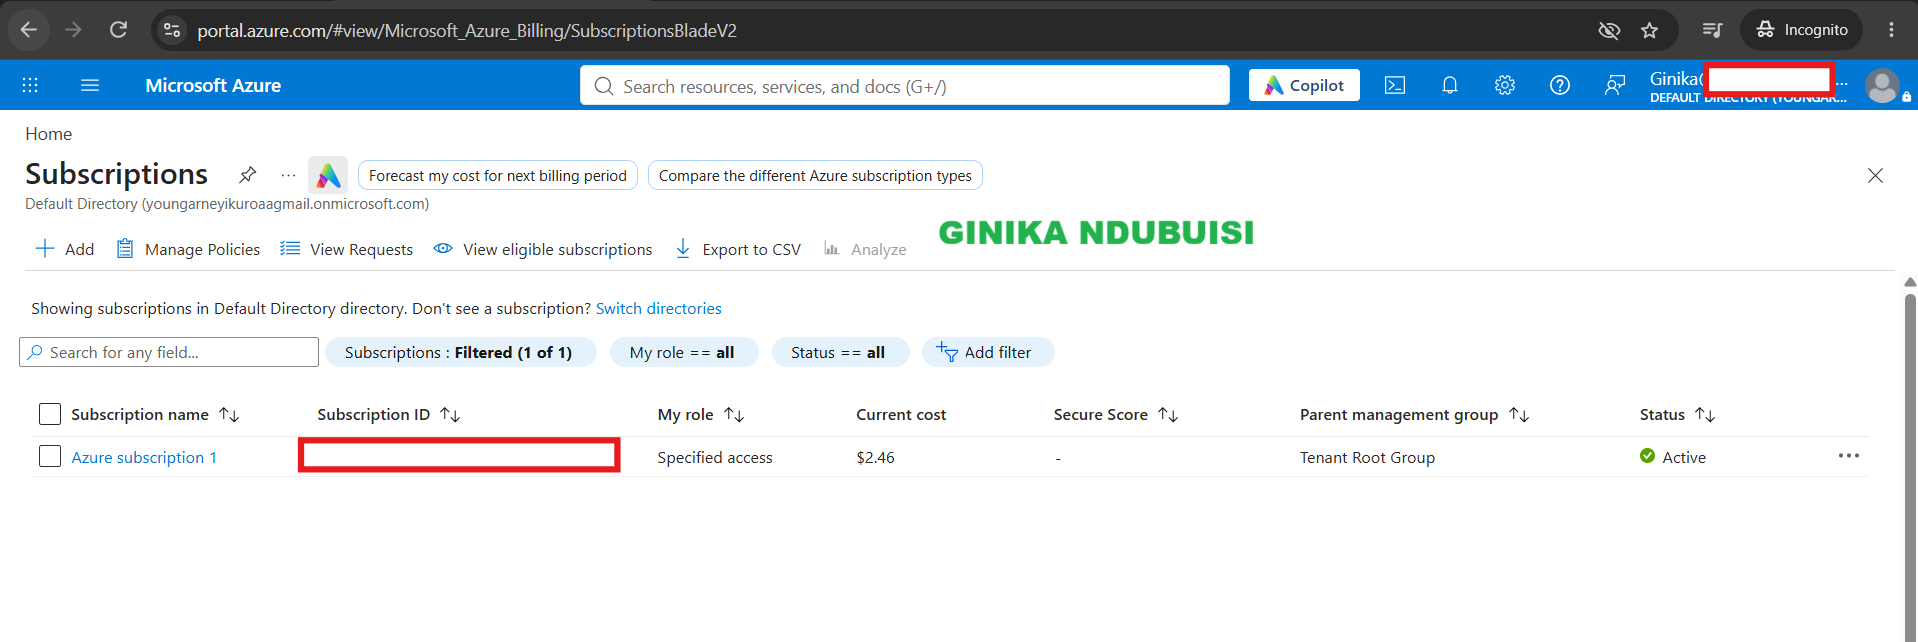 portal.azure.com/#view/Microsoft_Azure_Billing/SubscriptionsBladeV2
Incognito
Microsoft Azure
Search resources, services, and docs (G+/)
Copilot
Ginika@
...
DEFAULT DIRECTORY (YOUNGAR...
Home
Subscriptions
...
Forecast my cost for next billing period
Compare the different Azure subscription types
Default Directory (youngarneyikuroaagmail.onmicrosoft.com)
GINIKA NDUBUISI
Add
Manage Policies
View Requests
View eligible subscriptions
Export to CSV
Analyze
Showing subscriptions in Default Directory directory. Don't see a subscription? Switch directories
Search for any field...
Subscriptions : Filtered (1 of 1)
My role == all
Status == all
Add filter
Subscription name
Subscription ID
My role
Current cost
Secure Score
Parent management group
Status
Azure subscription 1
Specified access
$2.46
-
Tenant Root Group
Active
...